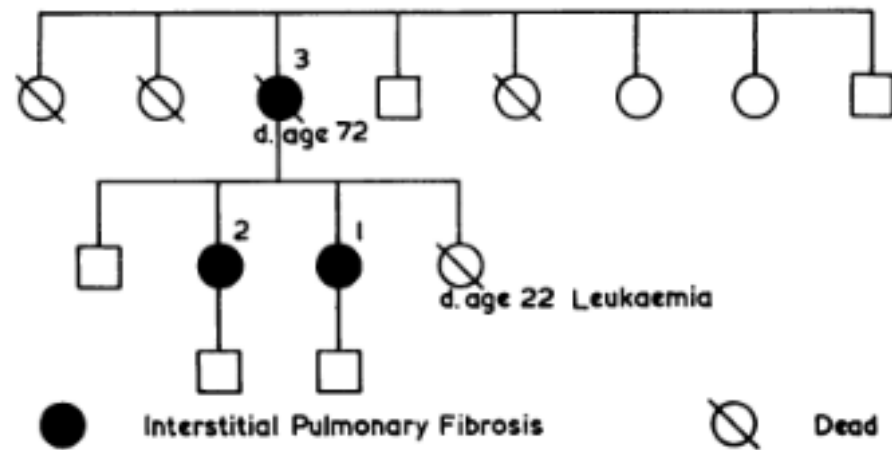 3
d. age 72
2
1
d. age 22 Leukaemia
Interstitial Pulmonary Fibrosis
Dead